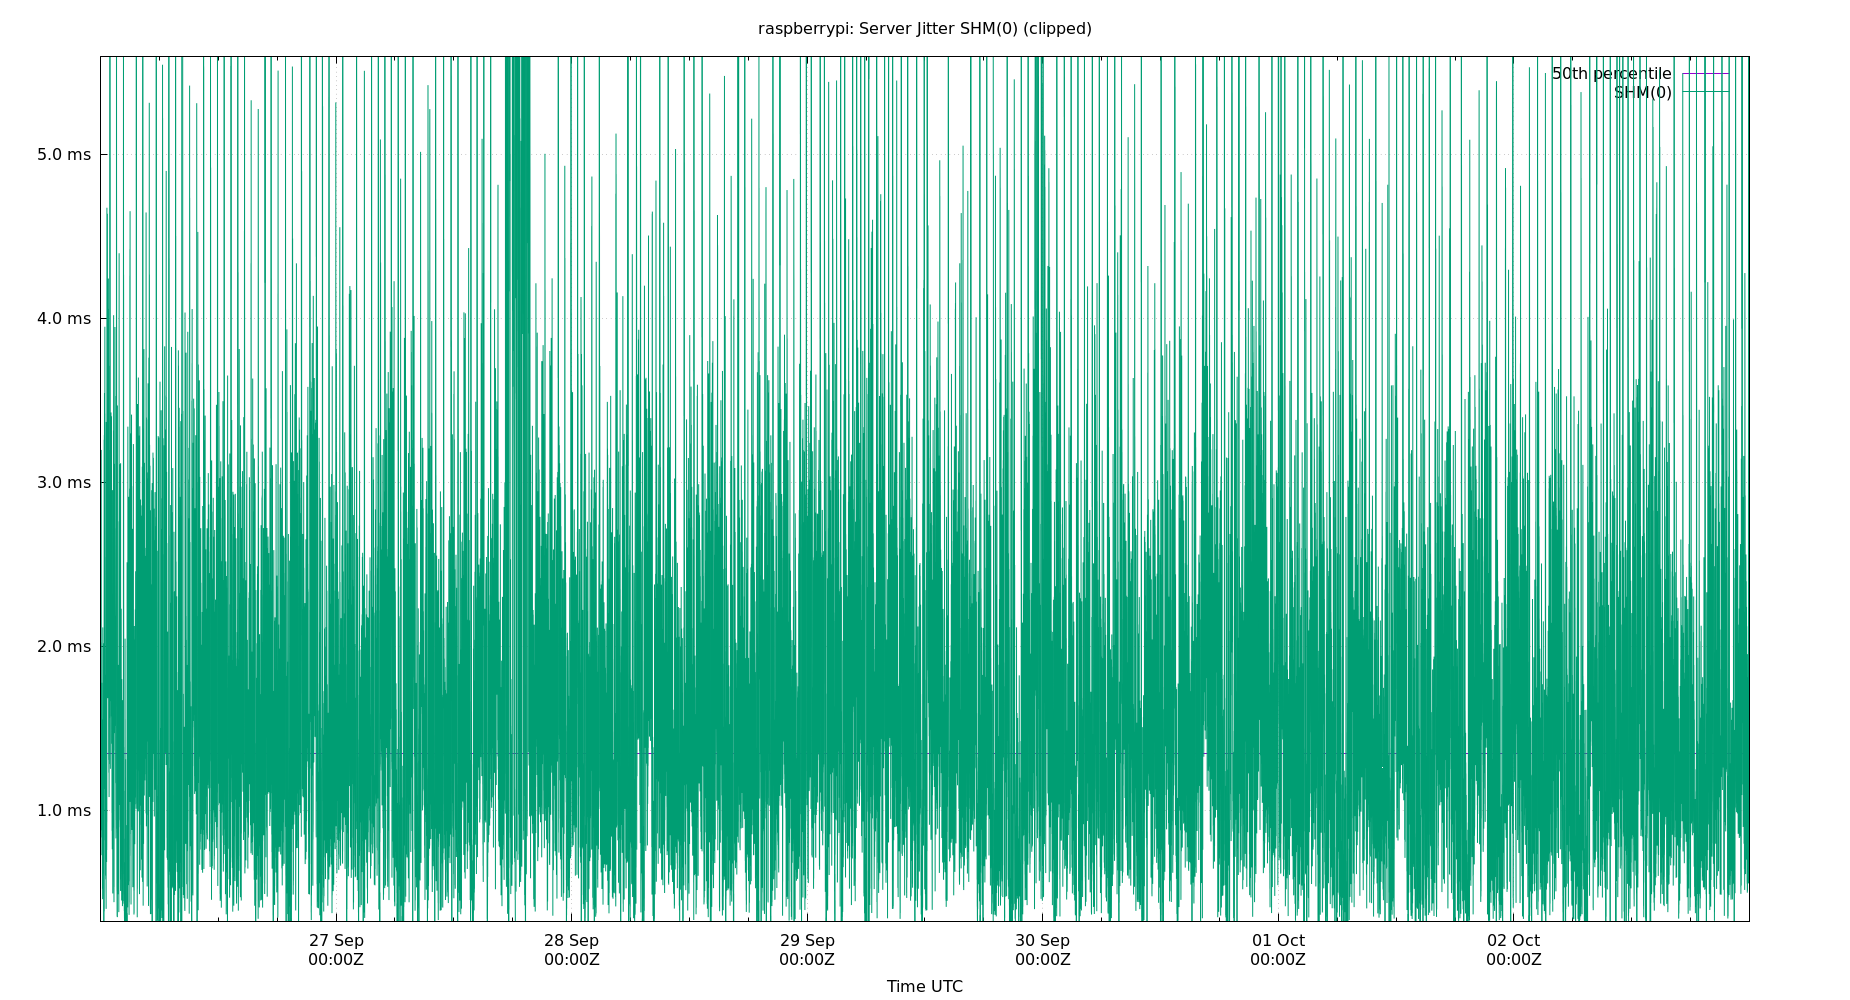 raspberrypi: Server Jitter SHM(0) (clipped)
50th percentile
SHM(0)
5.0 ms
4.0 ms
3.0 ms
2.0 ms
1.0 ms
27 Sep 28 Sep 29 Sep 30 Sep 01 Oct 02 Oct
00:00Z 00:00Z 00:00Z 00:00Z 00:00Z 00:00Z
Time UTC